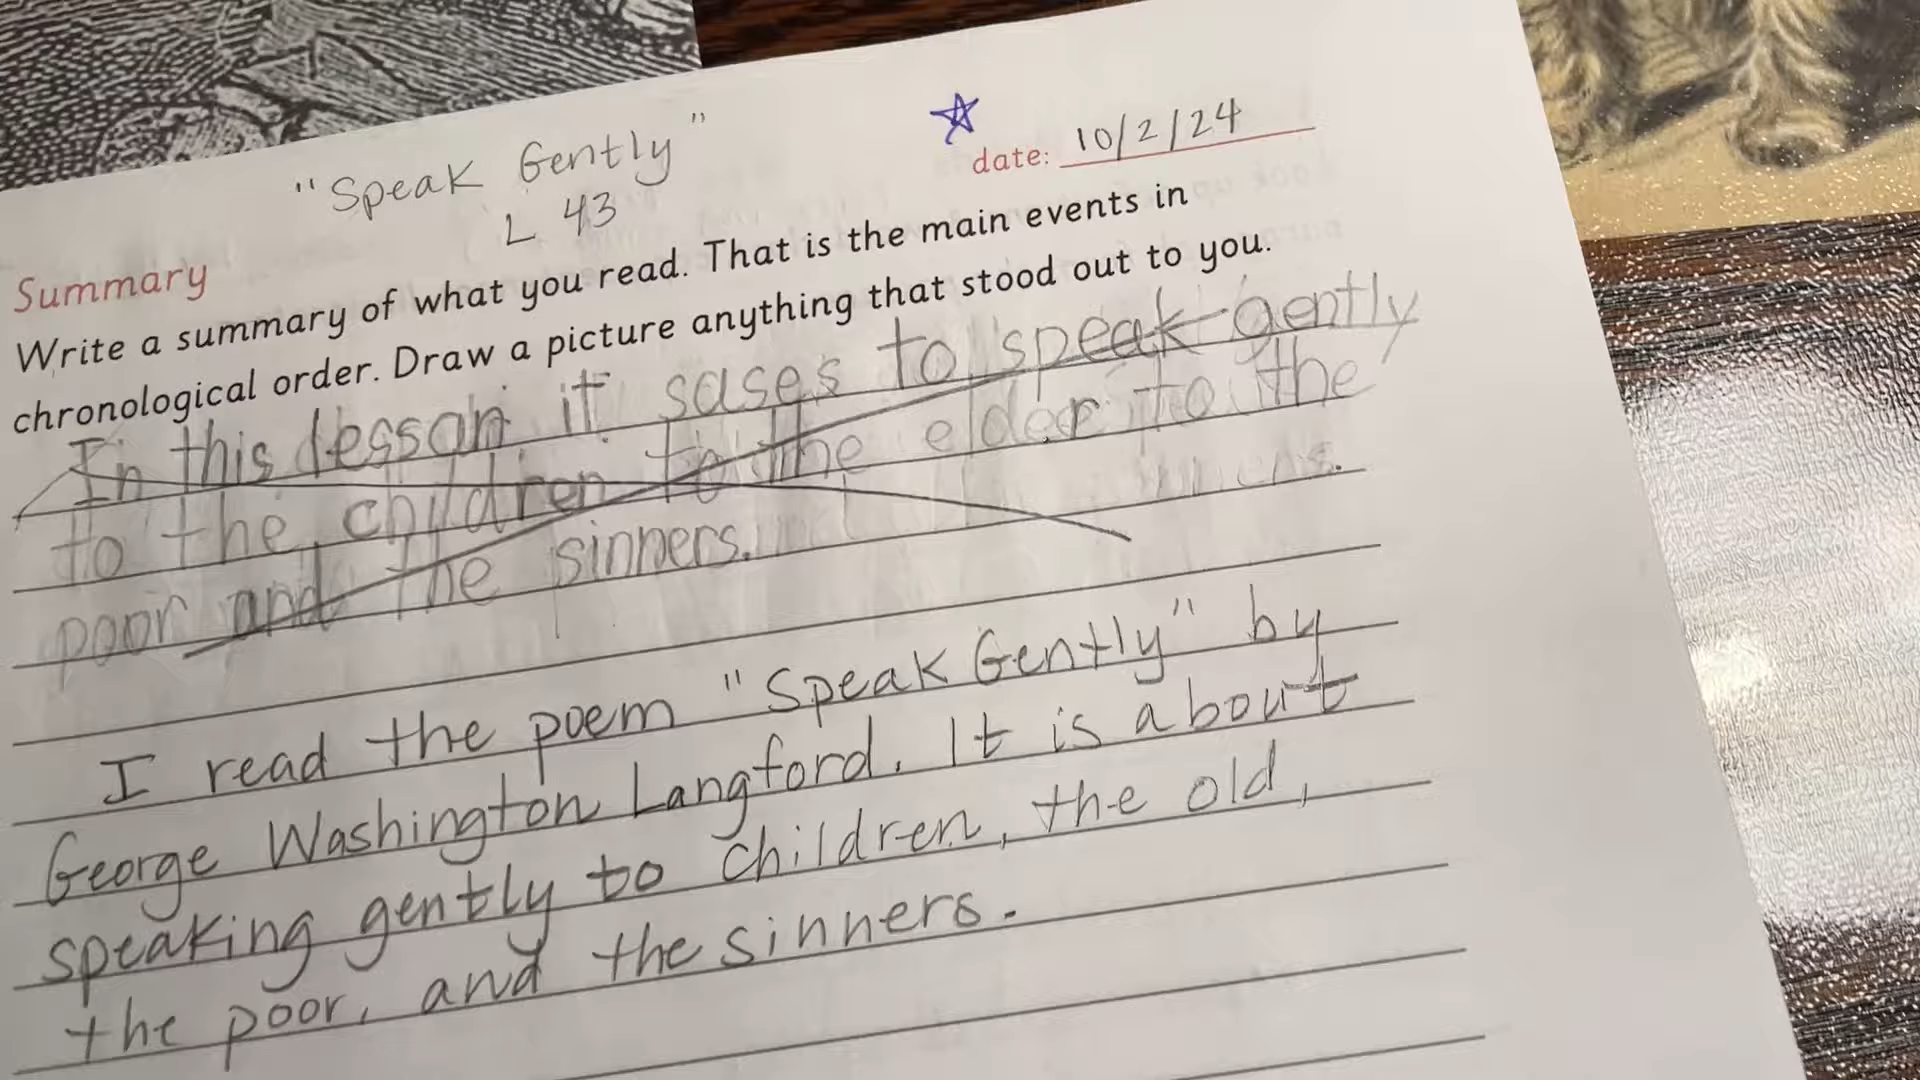 "Speak Gently"
L 43
date: 10/2/24
Summary
Write a summary of what you read. That is the main events in
chronological order. Draw a picture anything that stood out to you.
In this lesson it sases to speak gently
to the children to the elder to the
poor and the sinners.
I read the poem "Speak Gently" by
George Washington Langford. It is about
speaking gently to children, the old,
the poor, and the sinners.